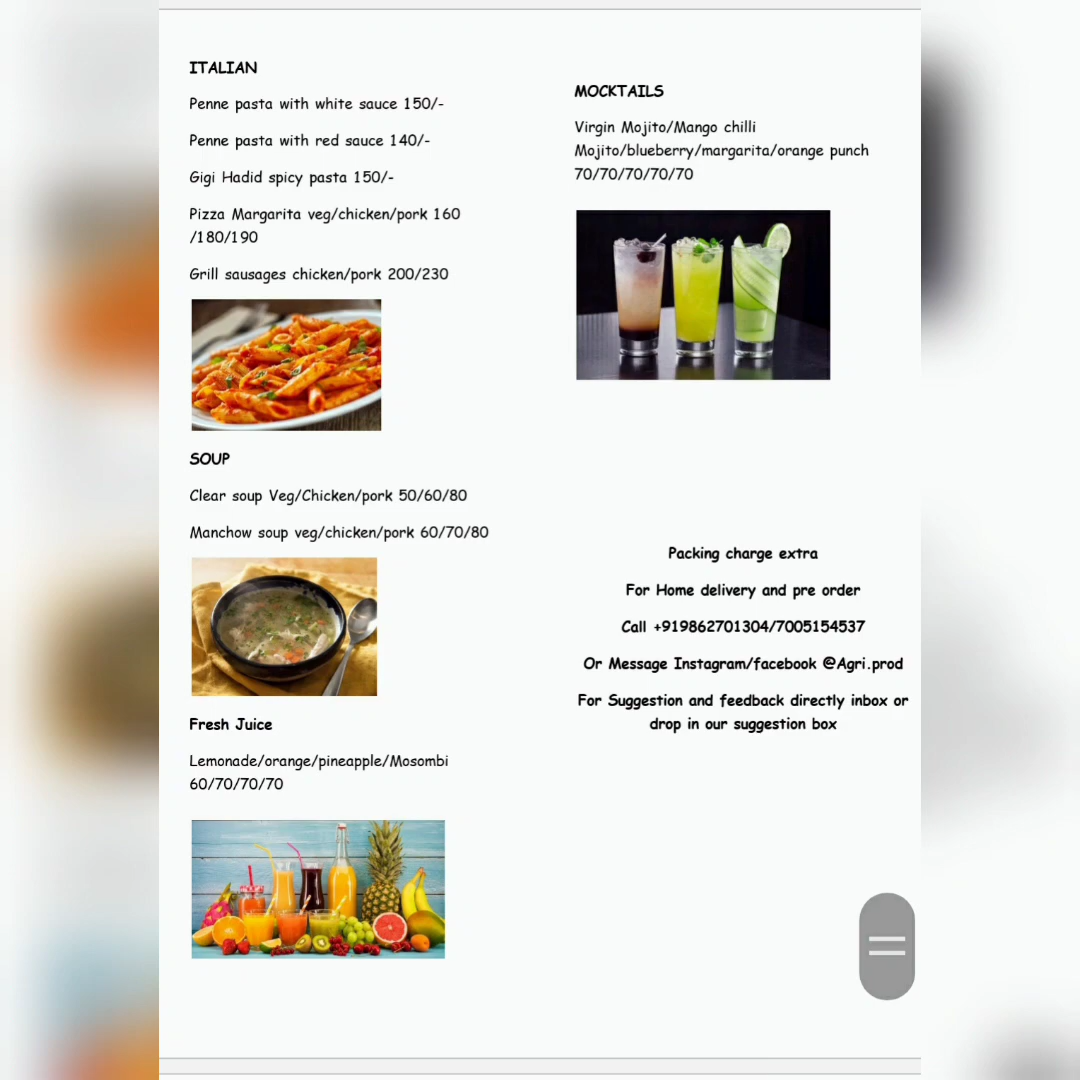 ITALIAN
Penne pasta with white sauce 150/-
Penne pasta with red sauce 140/-
Gigi Hadid spicy pasta 150/-
Pizza Margarita veg/chicken/pork 160
/180/190
Grill sausages chicken/pork 200/230
SOUP
Clear soup Veg/Chicken/pork 50/60/80
Manchow soup veg/chicken/pork 60/70/80
Fresh Juice
Lemonade/orange/pineapple/Mosombi
60/70/70/70
MOCKTAILS
Virgin Mojito/Mango chilli
Mojito/blueberry/margarita/orange punch
70/70/70/70/70
Packing charge extra
For Home delivery and pre order
Call +919862701304/7005154537
Or Message Instagram/facebook @Agri.prod
For Suggestion and feedback directly inbox or
drop in our suggestion box